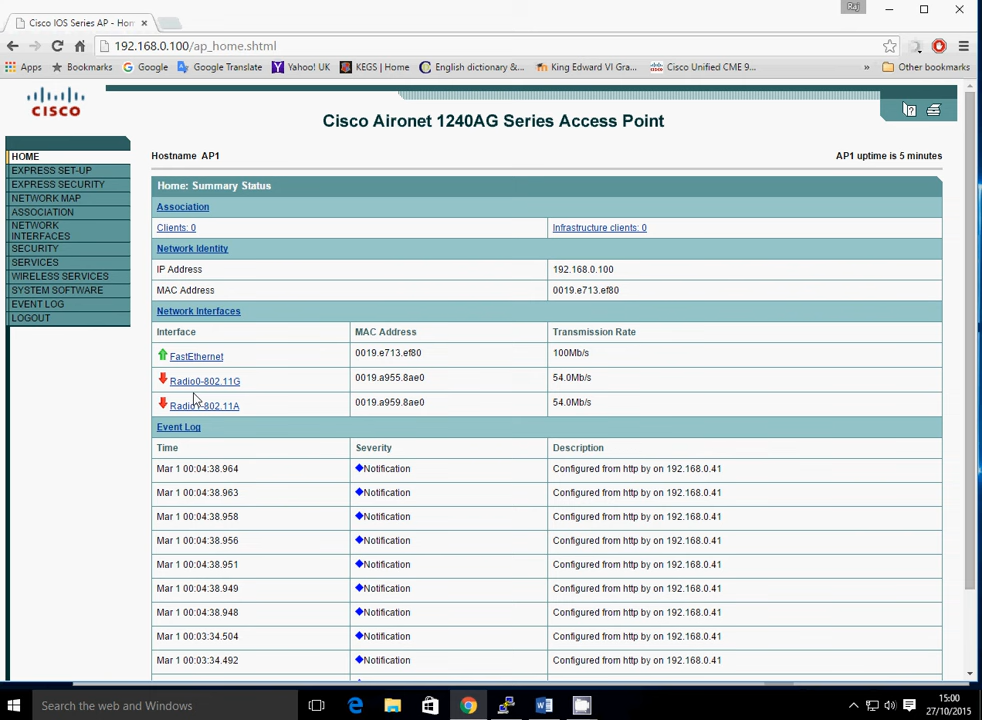 Raj
Cisco IOS Series AP - Hom
192.168.0.100/ap_home.shtml
Apps Bookmarks Google Google Translate Yahoo! UK KEGS | Home English dictionary &... King Edward VI Gra... Cisco Unified CME 9... » Other bookmarks
CISCO
Cisco Aironet 1240AG Series Access Point
HOME
EXPRESS SET-UP
EXPRESS SECURITY
NETWORK MAP
ASSOCIATION
NETWORK
INTERFACES
SECURITY
SERVICES
WIRELESS SERVICES
SYSTEM SOFTWARE
EVENT LOG
LOGOUT
Hostname AP1 AP1 uptime is 5 minutes
Home: Summary Status
Association
Clients: 0 Infrastructure clients: 0
Network Identity
IP Address 192.168.0.100
MAC Address 0019.e713.ef80
Network Interfaces
Interface MAC Address Transmission Rate
FastEthernet 0019.e713.ef80 100Mb/s
Radio0-802.11G 0019.a955.8ae0 54.0Mb/s
Radio1-802.11A 0019.a959.8ae0 54.0Mb/s
Event Log
Time Severity Description
Mar 1 00:04:38.964 Notification Configured from http by on 192.168.0.41
Mar 1 00:04:38.963 Notification Configured from http by on 192.168.0.41
Mar 1 00:04:38.958 Notification Configured from http by on 192.168.0.41
Mar 1 00:04:38.956 Notification Configured from http by on 192.168.0.41
Mar 1 00:04:38.951 Notification Configured from http by on 192.168.0.41
Mar 1 00:04:38.949 Notification Configured from http by on 192.168.0.41
Mar 1 00:04:38.948 Notification Configured from http by on 192.168.0.41
Mar 1 00:03:34.504 Notification Configured from http by on 192.168.0.41
Mar 1 00:03:34.492 Notification Configured from http by on 192.168.0.41
Search the web and Windows
15:00
27/10/2015